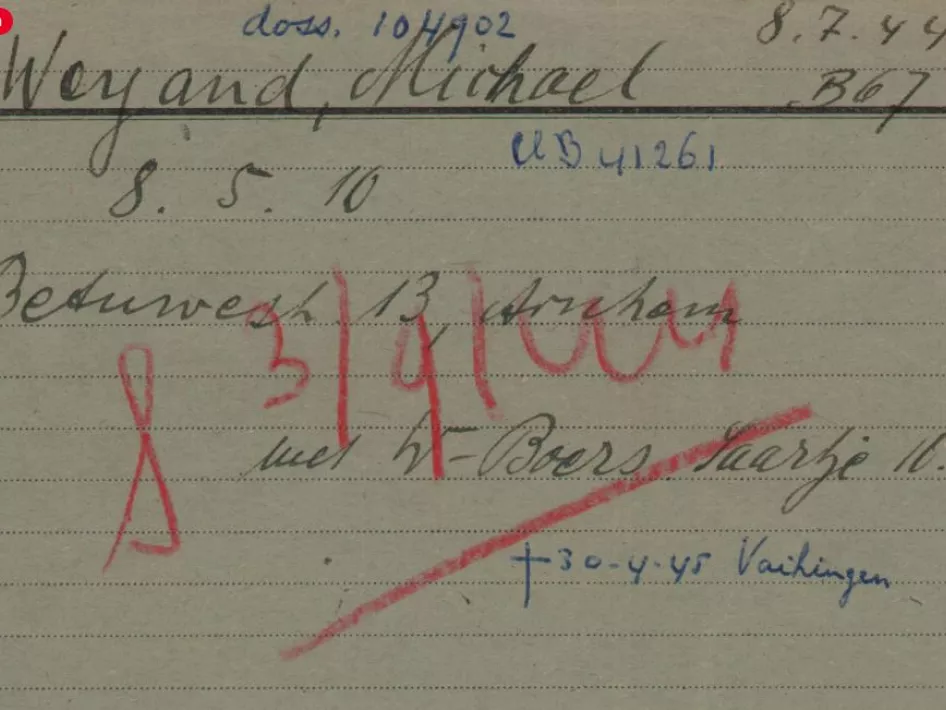 doss. 104902
8.7.44
Weyand, Michael
B67
UB 41261
8. 5. 10
Betuwestr. 13, Arnhem
3/9/44
met W-Boers Saartje 10.
†30-4-45 Vaihingen